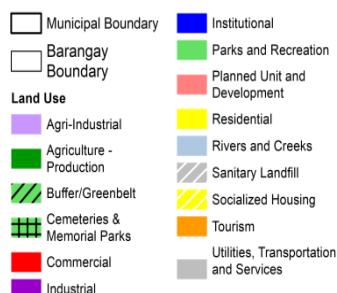 Municipal Boundary
Barangay
Boundary
Land Use
Agri-Industrial
Agriculture -
Production
Buffer/Greenbelt
Cemeteries &
Memorial Parks
Commercial
Industrial
Institutional
Parks and Recreation
Planned Unit and
Development
Residential
Rivers and Creeks
Sanitary Landfill
Socialized Housing
Tourism
Utilities, Transportation
and Services